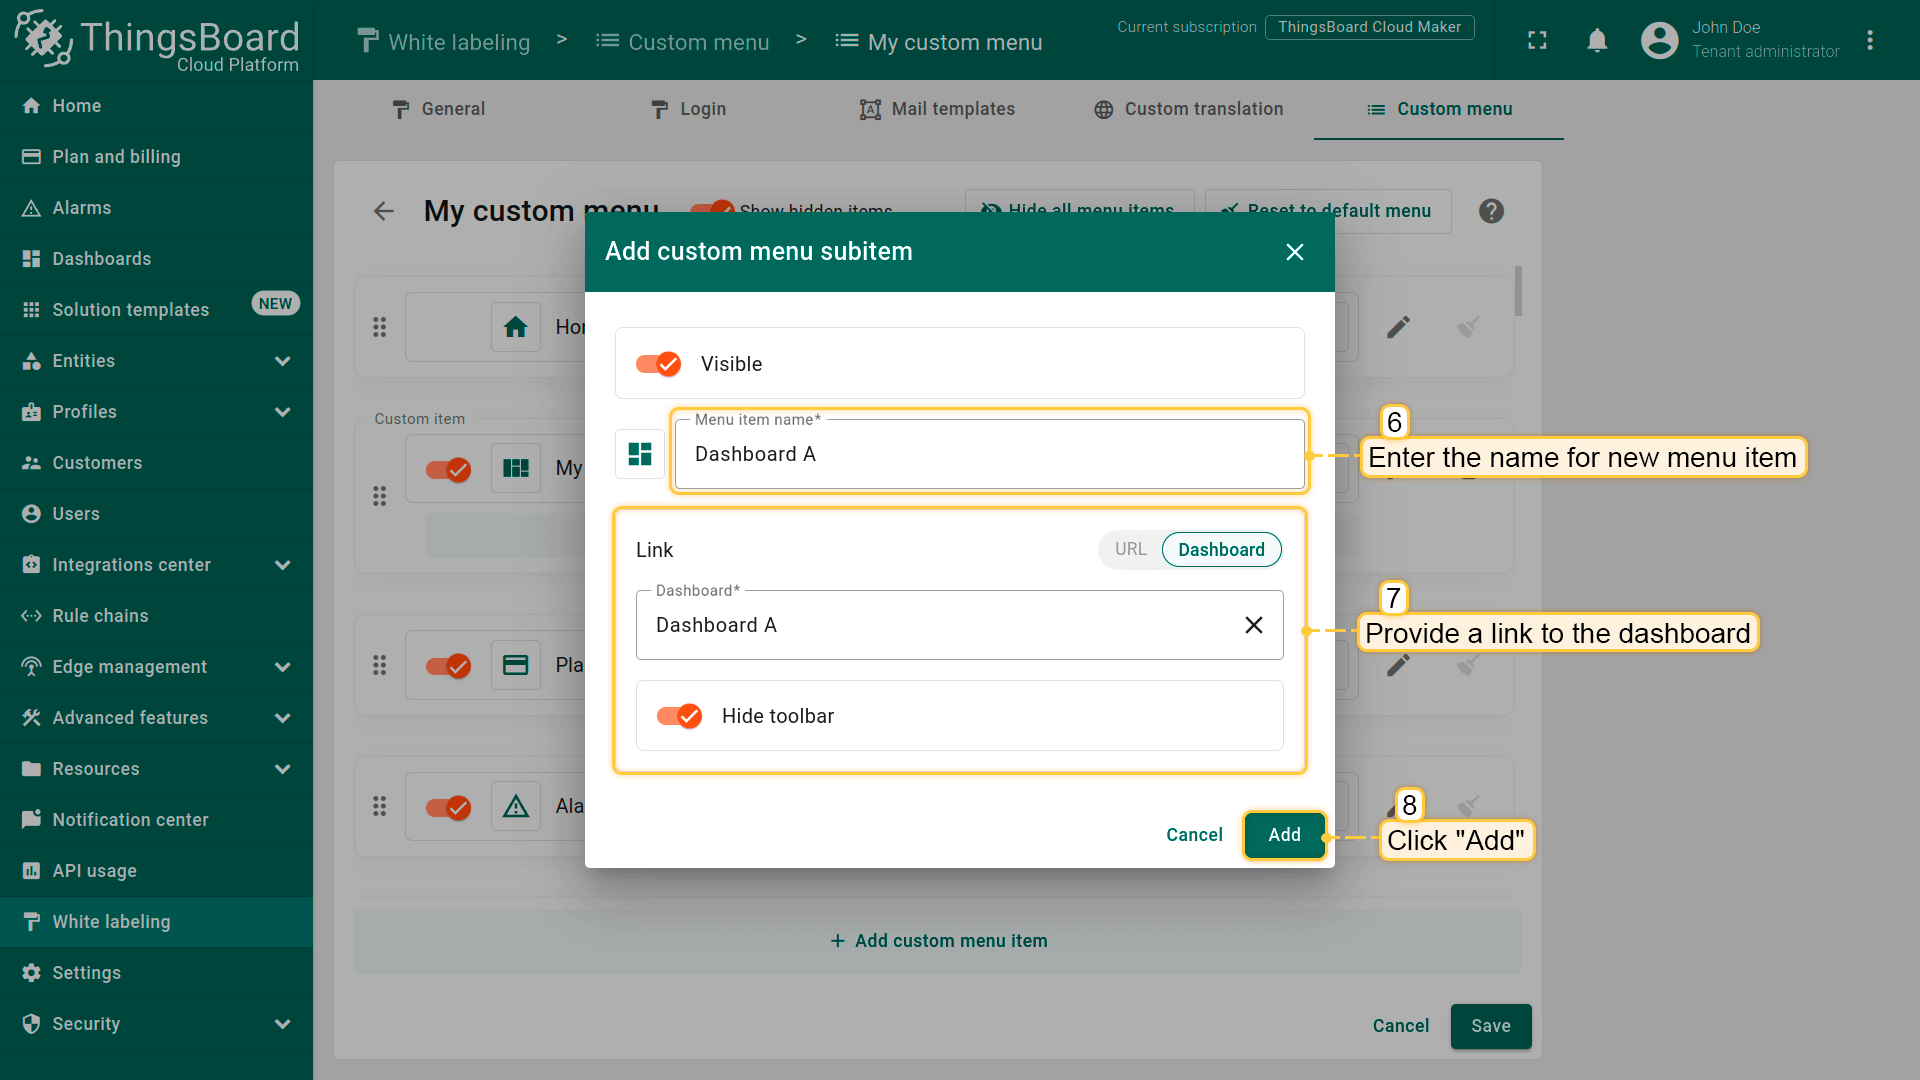 ThingsBoard
Cloud Platform
White labeling > Custom menu > My custom menu
Current subscription ThingsBoard Cloud Maker
John Doe
Tenant administrator
Home
Plan and billing
Alarms
Dashboards
Solution templates NEW
Entities
Profiles
Customers
Users
Integrations center
Rule chains
Edge management
Advanced features
Resources
Notification center
API usage
White labeling
Settings
Security
General Login Mail templates Custom translation Custom menu
My custom menu Show hidden items Hide all menu items Reset to default menu
Custom item
My
Add custom menu subitem
Visible
Menu item name*
Dashboard A
Link URL Dashboard
Dashboard*
Dashboard A
Hide toolbar
Cancel Add
6
Enter the name for new menu item
7
Provide a link to the dashboard
8
Click "Add"
+ Add custom menu item
Cancel Save